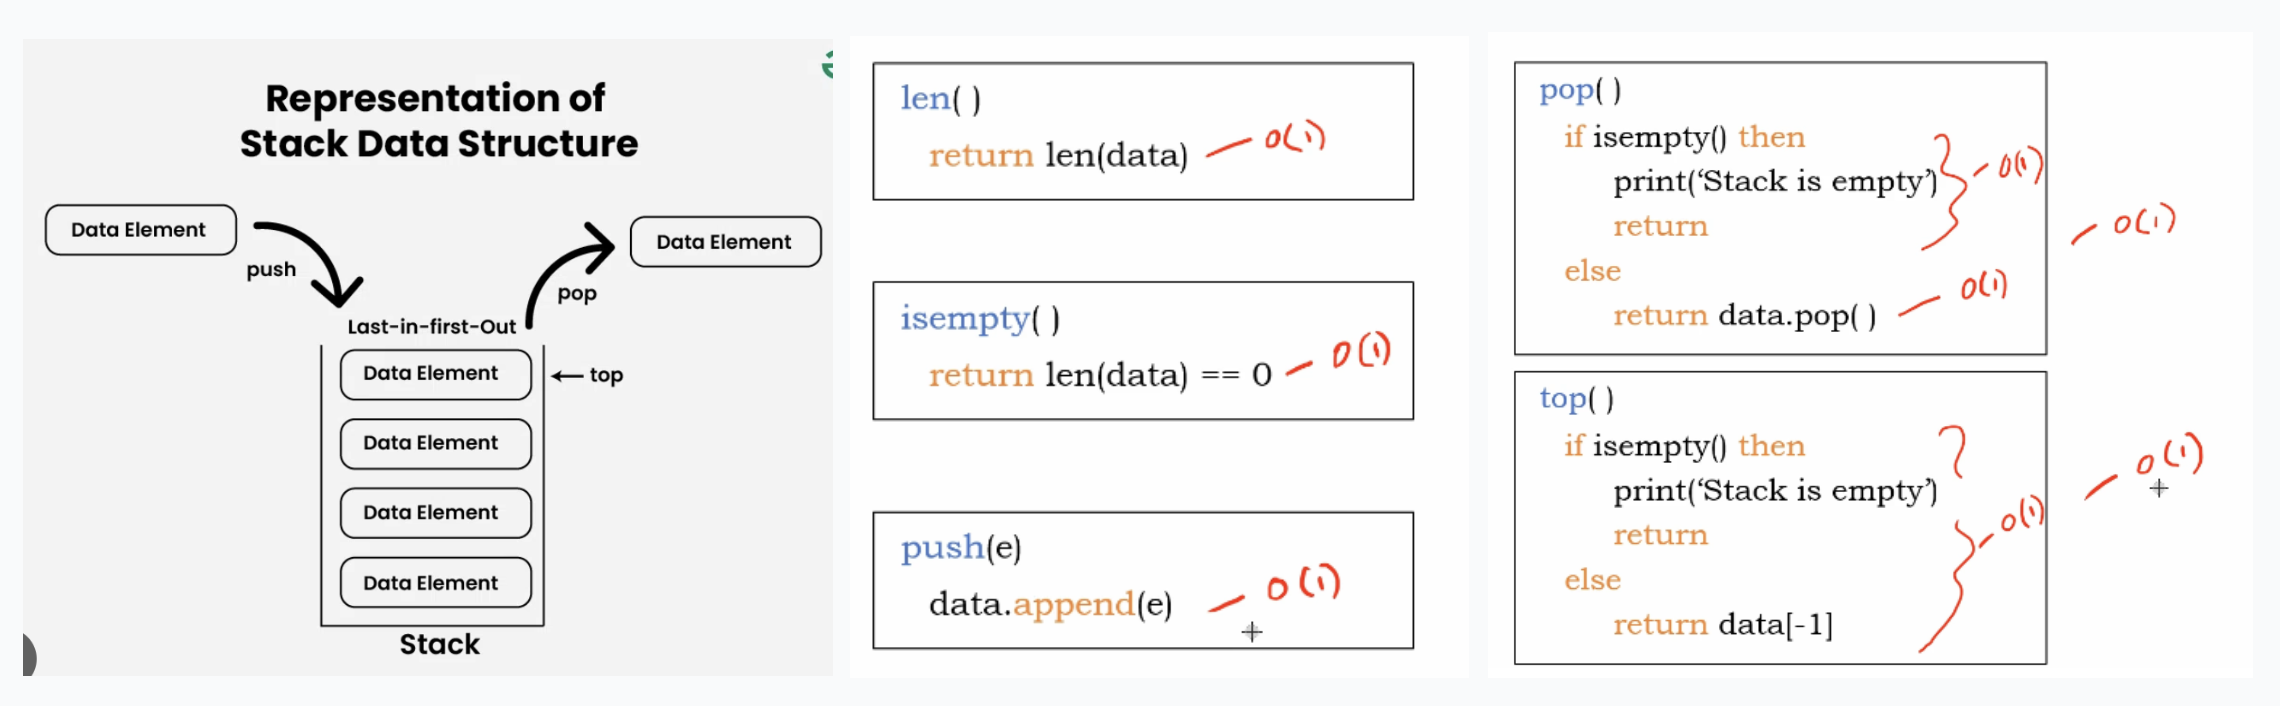 Representation of
Stack Data Structure
Data Element
push
Data Element
pop
Last-in-first-Out
Data Element
top
Data Element
Data Element
Data Element
Stack
len( )
return len(data) — O(1)
isempty( )
return len(data) == 0 — O(1)
push(e)
data.append(e) — O(1)
pop( )
if isempty() then
print(‘Stack is empty’) — O(1)
return
— O(1)
else
return data.pop( ) — O(1)
top( )
if isempty() then
print(‘Stack is empty’)
— O(1)
return — O(1)
else
return data[-1]